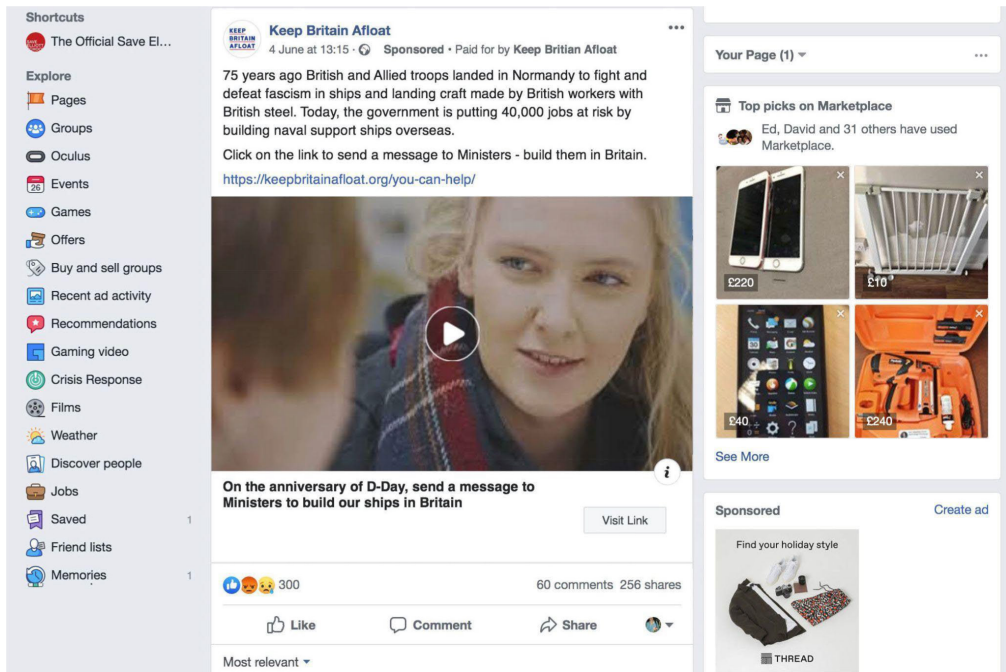 Shortcuts
The Official Save El...
Explore
Pages
Groups
Oculus
26
Events
Games
Offers
Buy and sell groups
Recent ad activity
Recommendations
Gaming video
Crisis Response
Films
Weather
Discover people
Jobs
Saved 1
Friend lists
Memories 1
KEEP
BRITAIN
AFLOAT
Keep Britain Afloat
4 June at 13:15 · Sponsored • Paid for by Keep Britian Afloat
75 years ago British and Allied troops landed in Normandy to fight and
defeat fascism in ships and landing craft made by British workers with
British steel. Today, the government is putting 40,000 jobs at risk by
building naval support ships overseas.
Click on the link to send a message to Ministers - build them in Britain.
https://keepbritainafloat.org/you-can-help/
i
On the anniversary of D-Day, send a message to
Ministers to build our ships in Britain
Visit Link
300
60 comments 256 shares
Like Comment Share
Most relevant
Your Page (1)
Top picks on Marketplace
Ed, David and 31 others have used
Marketplace.
£220
£10
£40
£240
See More
Sponsored Create ad
Find your holiday style
THREAD